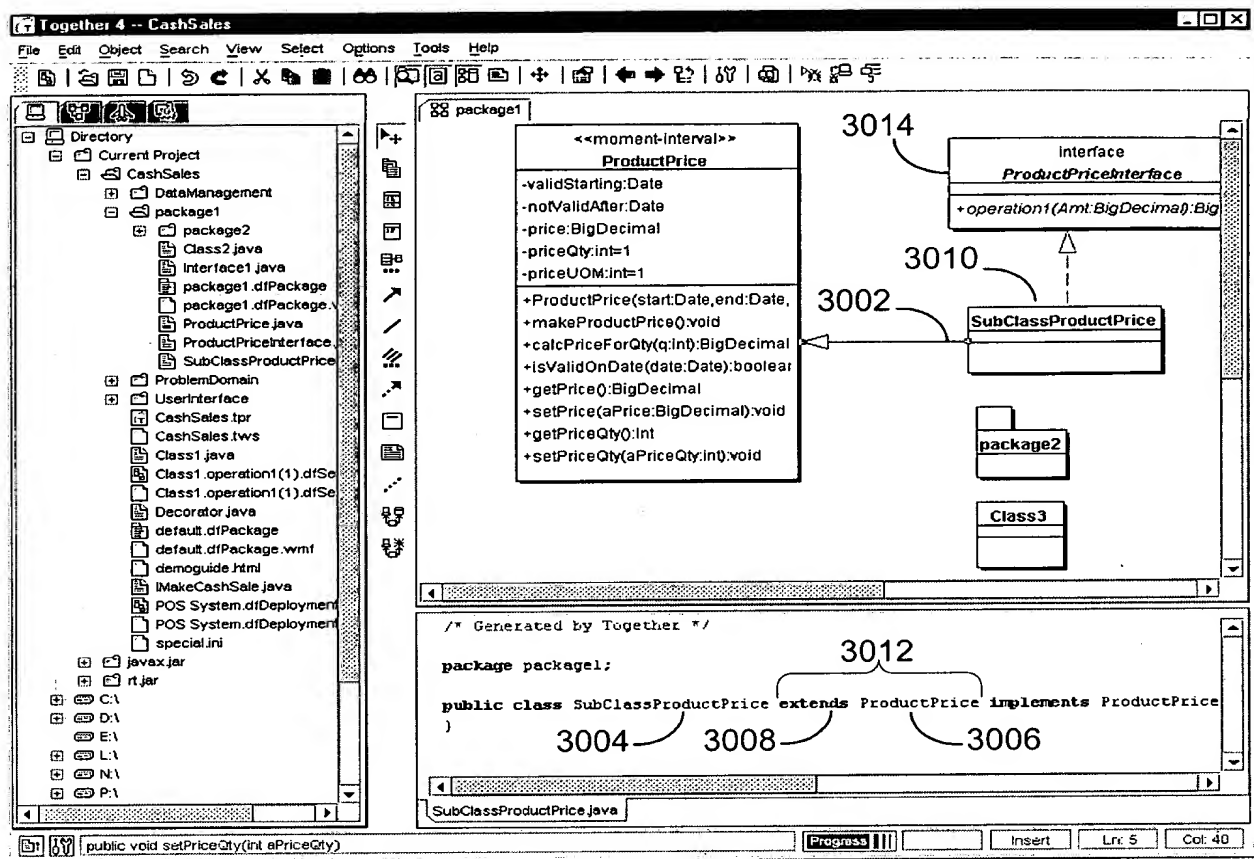 Together 4 -- CashSales
File Edit Object Search View Select Options Tools Help
Directory
Current Project
CashSales
DataManagement
package1
package2
Class2.java
Interface1.java
package1.dfPackage
package1.dfPackage.v
ProductPrice.java
ProductPriceInterface.
SubClassProductPrice
ProblemDomain
UserInterface
CashSales.tpr
CashSales.tws
Class1.java
Class1.operation1(1).dfSe
Class1.operation1(1).dfSe
Decorator.java
default.dfPackage
default.dfPackage.wmf
demoguide.html
IMakeCashSale.java
POS System.dfDeployment
POS System.dfDeployment
special.ini
javax.jar
rt.jar
C:\
D:\
E:\
L:\
N:\
P:\
package1
<<moment-interval>>
ProductPrice
-validStarting:Date
-notValidAfter:Date
-price:BigDecimal
-priceQty:int=1
-priceUOM:int=1
+ProductPrice(start:Date,end:Date,
+makeProductPrice():void
+calcPriceForQty(q:int):BigDecimal
+isValidOnDate(date:Date):boolear
+getPrice():BigDecimal
+setPrice(aPrice:BigDecimal):void
+getPriceQty():int
+setPriceQty(aPriceQty:int):void
3014
interface
ProductPriceInterface
+operation1(Amt:BigDecimal):Big
3010
3002
SubClassProductPrice
package2
Class3
/* Generated by Together */
package package1;
3012
public class SubClassProductPrice extends ProductPrice implements ProductPrice
}
3004 3008 3006
SubClassProductPrice.java
public void setPriceQty(int aPriceQty)
Progress
Insert
Ln: 5
Col: 40